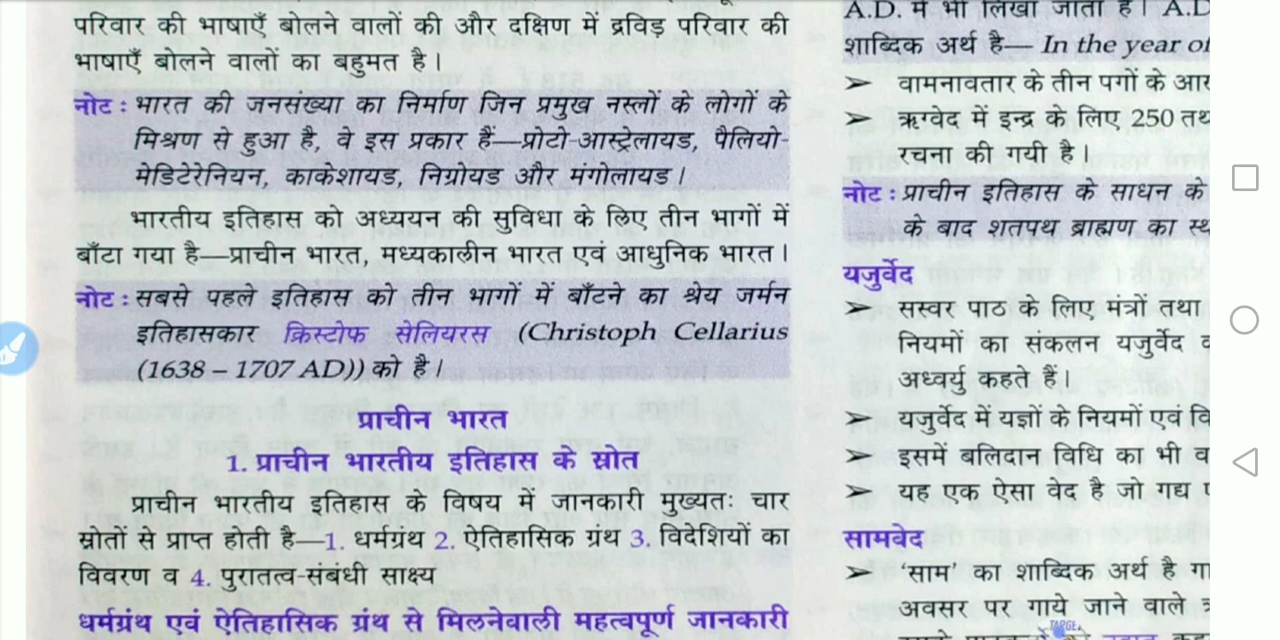 परिवार की भाषाएँ बोलने वालों की और दक्षिण में द्रविड़ परिवार की
भाषाएँ बोलने वालों का बहुमत है।
नोट : भारत की जनसंख्या का निर्माण जिन प्रमुख नस्लों के लोगों के
मिश्रण से हुआ है, वे इस प्रकार हैं—प्रोटो-आस्ट्रेलायड, पैलियो-
मेडिटेरेनियन, काकेशायड, निग्रोयड और मंगोलायड।
भारतीय इतिहास को अध्ययन की सुविधा के लिए तीन भागों में
बाँटा गया है—प्राचीन भारत, मध्यकालीन भारत एवं आधुनिक भारत।
नोट : सबसे पहले इतिहास को तीन भागों में बाँटने का श्रेय जर्मन
इतिहासकार क्रिस्टोफ सेलियरस (Christoph Cellarius
(1638 – 1707 AD)) को है।
प्राचीन भारत
1. प्राचीन भारतीय इतिहास के स्रोत
प्राचीन भारतीय इतिहास के विषय में जानकारी मुख्यतः चार
स्रोतों से प्राप्त होती है—1. धर्मग्रंथ 2. ऐतिहासिक ग्रंथ 3. विदेशियों का
विवरण व 4. पुरातत्व-संबंधी साक्ष्य
धर्मग्रंथ एवं ऐतिहासिक ग्रंथ से मिलनेवाली महत्वपूर्ण जानकारी
A.D. में भी लिखा जाता है। A.D
शाब्दिक अर्थ है— In the year of
➢ वामनावतार के तीन पगों के
➢ ऋग्वेद में इन्द्र के लिए 250
रचना की गयी है।
नोट : प्राचीन इतिहास के साधन के
के बाद शतपथ ब्राह्मण का
यजुर्वेद
➢ सस्वर पाठ के लिए मंत्रों तथा
नियमों का संकलन यजुर्वेद
अध्वर्यु कहते हैं।
➢ यजुर्वेद में यज्ञों के नियमों एवं
➢ इसमें बलिदान विधि का भी
➢ यह एक ऐसा वेद है जो गद्य
सामवेद
➢ ‘साम’ का शाब्दिक अर्थ है
अवसर पर गाये जाने वाले